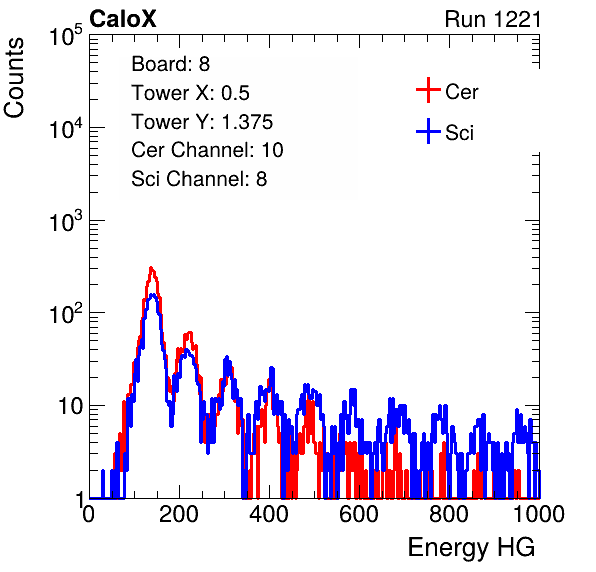 CaloX Run 1221
Counts
10^5
10^4
10^3
10^2
10
1
Board: 8
Tower X: 0.5
Tower Y: 1.375
Cer Channel: 10
Sci Channel: 8
Cer
Sci
0 200 400 600 800 1000
Energy HG